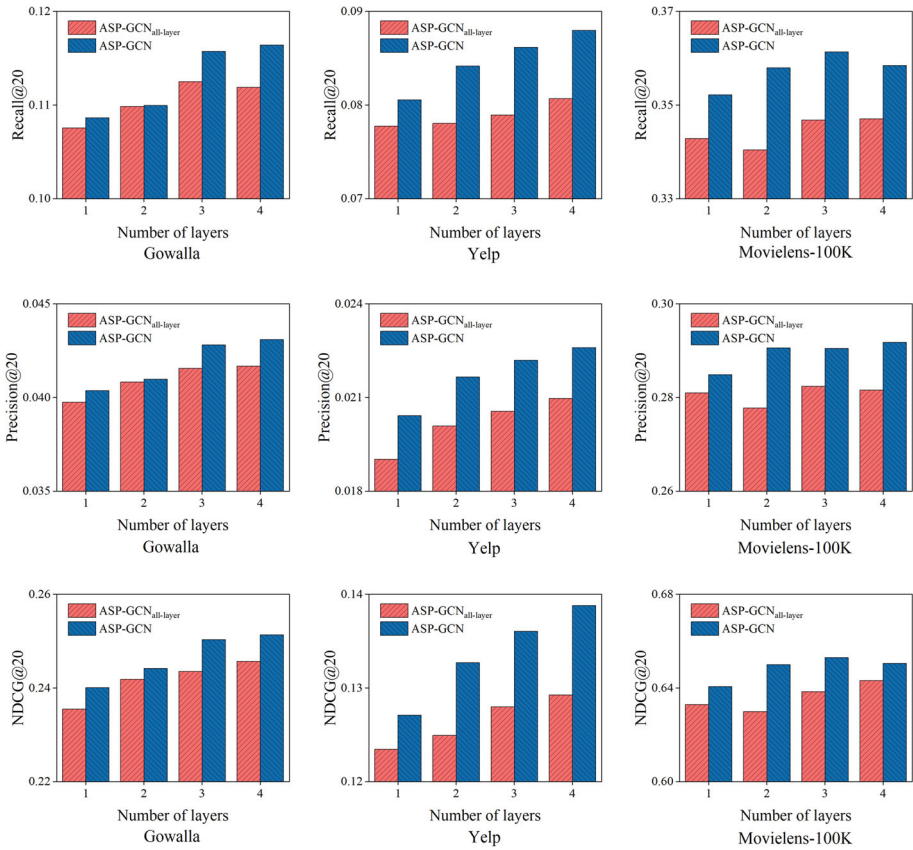 0.12
0.11
0.10
Recall@20
ASP-GCNall-layer
ASP-GCN
1 2 3 4
Number of layers
Gowalla
0.09
0.08
0.07
Recall@20
ASP-GCNall-layer
ASP-GCN
1 2 3 4
Number of layers
Yelp
0.37
0.35
0.33
Recall@20
ASP-GCNall-layer
ASP-GCN
1 2 3 4
Number of layers
Movielens-100K
0.045
0.040
0.035
Precision@20
ASP-GCNall-layer
ASP-GCN
1 2 3 4
Number of layers
Gowalla
0.024
0.021
0.018
Precision@20
ASP-GCNall-layer
ASP-GCN
1 2 3 4
Number of layers
Yelp
0.30
0.28
0.26
Precision@20
ASP-GCNall-layer
ASP-GCN
1 2 3 4
Number of layers
Movielens-100K
0.26
0.24
0.22
NDCG@20
ASP-GCNall-layer
ASP-GCN
1 2 3 4
Number of layers
Gowalla
0.14
0.13
0.12
NDCG@20
ASP-GCNall-layer
ASP-GCN
1 2 3 4
Number of layers
Yelp
0.68
0.64
0.60
NDCG@20
ASP-GCNall-layer
ASP-GCN
1 2 3 4
Number of layers
Movielens-100K